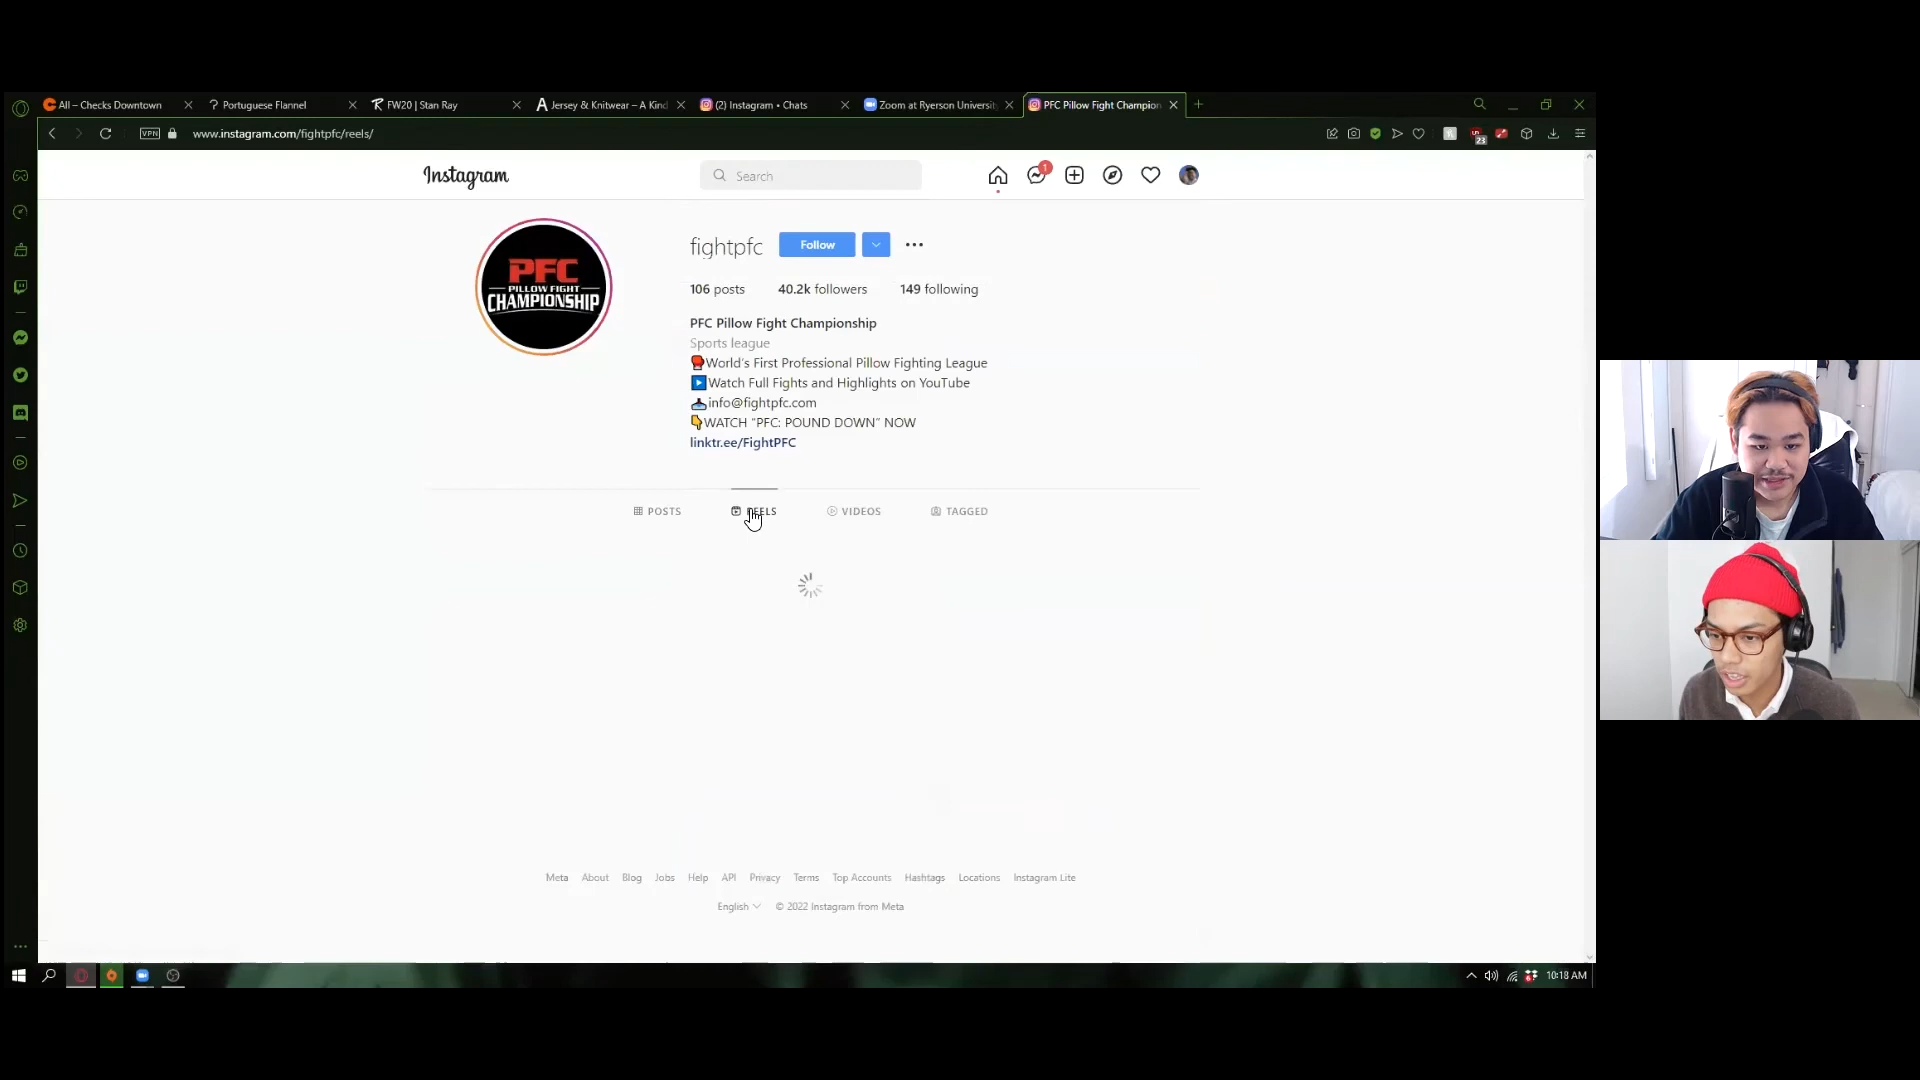 All – Checks Downtown
Portuguese Flannel
FW20 | Stan Ray
Jersey & Knitwear – A Kind
(2) Instagram • Chats
Zoom at Ryerson Universit
PFC Pillow Fight Champion
VPN
www.instagram.com/fightpfc/reels/
23
Instagram
Search
1
fightpfc
Follow
106 posts 40.2k followers 149 following
PFC
PILLOW FIGHT
CHAMPIONSHIP
PFC Pillow Fight Championship
Sports league
🥊World's First Professional Pillow Fighting League
▶️Watch Full Fights and Highlights on YouTube
📥info@fightpfc.com
👇WATCH "PFC: POUND DOWN" NOW
linktr.ee/FightPFC
POSTS
REELS
VIDEOS
TAGGED
Meta About Blog Jobs Help API Privacy Terms Top Accounts Hashtags Locations Instagram Lite
English © 2022 Instagram from Meta
10:18 AM